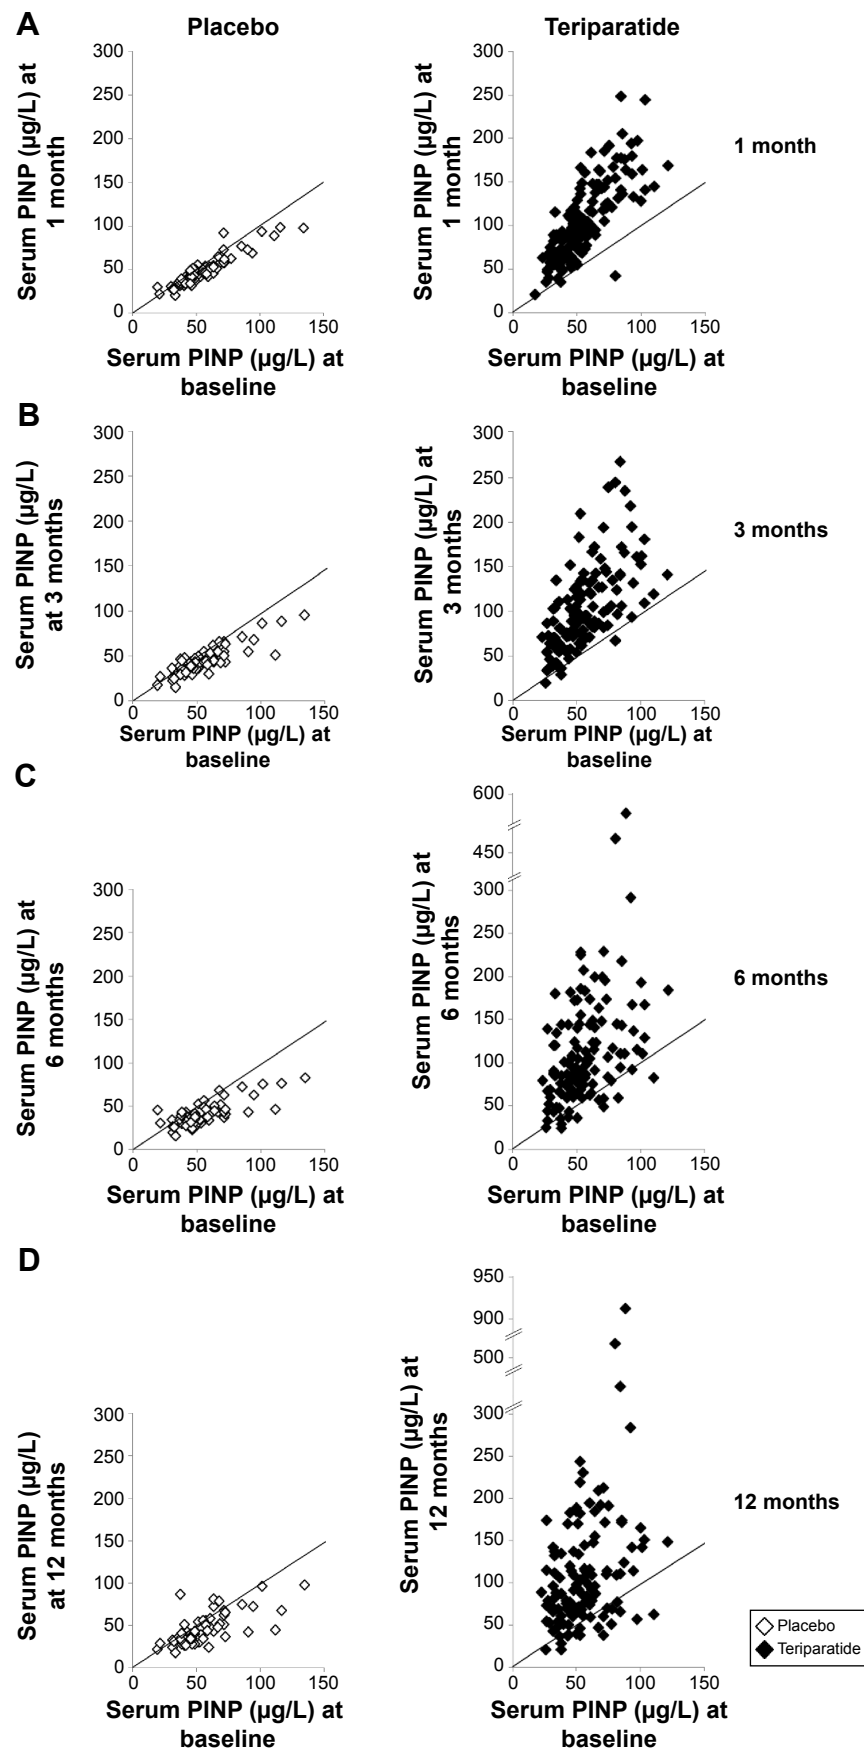 A
Placebo
Teriparatide
Serum PINP (µg/L) at
1 month
300
250
200
150
100
50
0
0 50 100 150
Serum PINP (µg/L) at
baseline
Serum PINP (µg/L) at
1 month
300
250
200
150
100
50
0
0 50 100 150
Serum PINP (µg/L) at
baseline
1 month
B
Serum PINP (µg/L)
at 3 months
300
250
200
150
100
50
0
0 50 100 150
Serum PINP (µg/L) at
baseline
Serum PINP (µg/L) at
3 months
300
250
200
150
100
50
0
0 50 100 150
Serum PINP (µg/L) at
baseline
3 months
C
Serum PINP (µg/L) at
6 months
300
250
200
150
100
50
0
0 50 100 150
Serum PINP (µg/L) at
baseline
Serum PINP (µg/L) at
6 months
600
450
300
250
200
150
100
50
0
0 50 100 150
Serum PINP (µg/L) at
baseline
6 months
D
Serum PINP (µg/L)
at 12 months
300
250
200
150
100
50
0
0 50 100 150
Serum PINP (µg/L) at
baseline
Serum PINP (µg/L) at
12 months
950
900
500
300
250
200
150
100
50
0
0 50 100 150
Serum PINP (µg/L) at
baseline
12 months
Placebo
Teriparatide